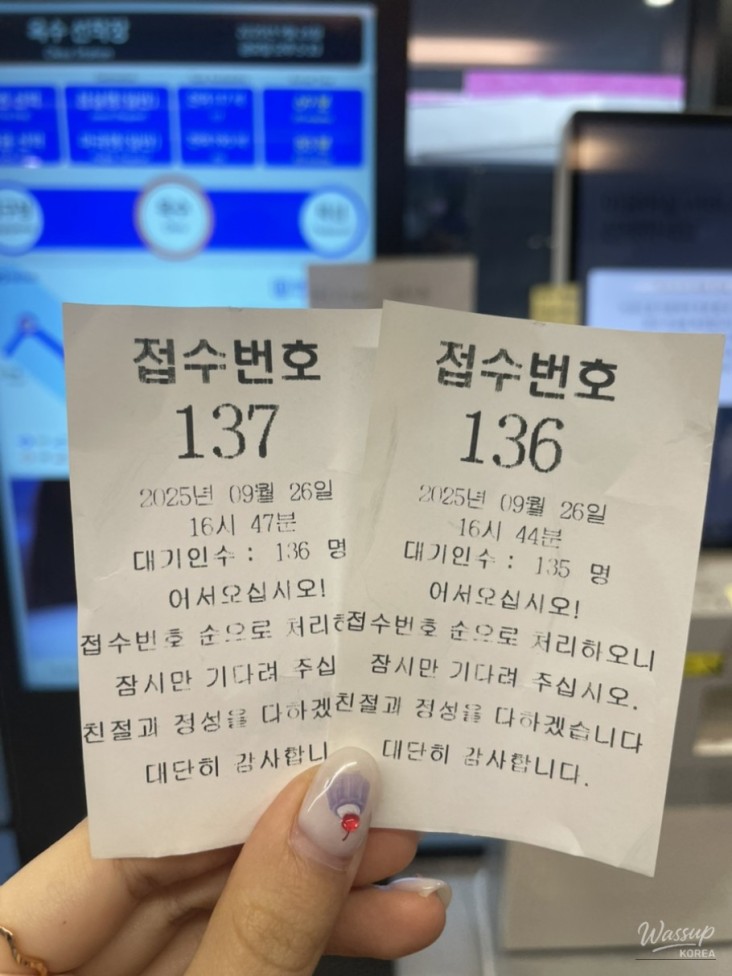 옥수 선착장
접수번호
137
2025년 09월 26일
16시 47분
대기인수 : 136 명
어서오십시오!
접수번호 순으로 처리하
잠시만 기다려 주십
친절과 정성을 다하겠
대단히 감사합니
접수번호
136
2025년 09월 26일
16시 44분
대기인수 : 135 명
어서오십시오!
접수번호 순으로 처리하오니
잠시만 기다려 주십시오.
친절과 정성을 다하겠습니다
대단히 감사합니다.
Wassup
KOREA